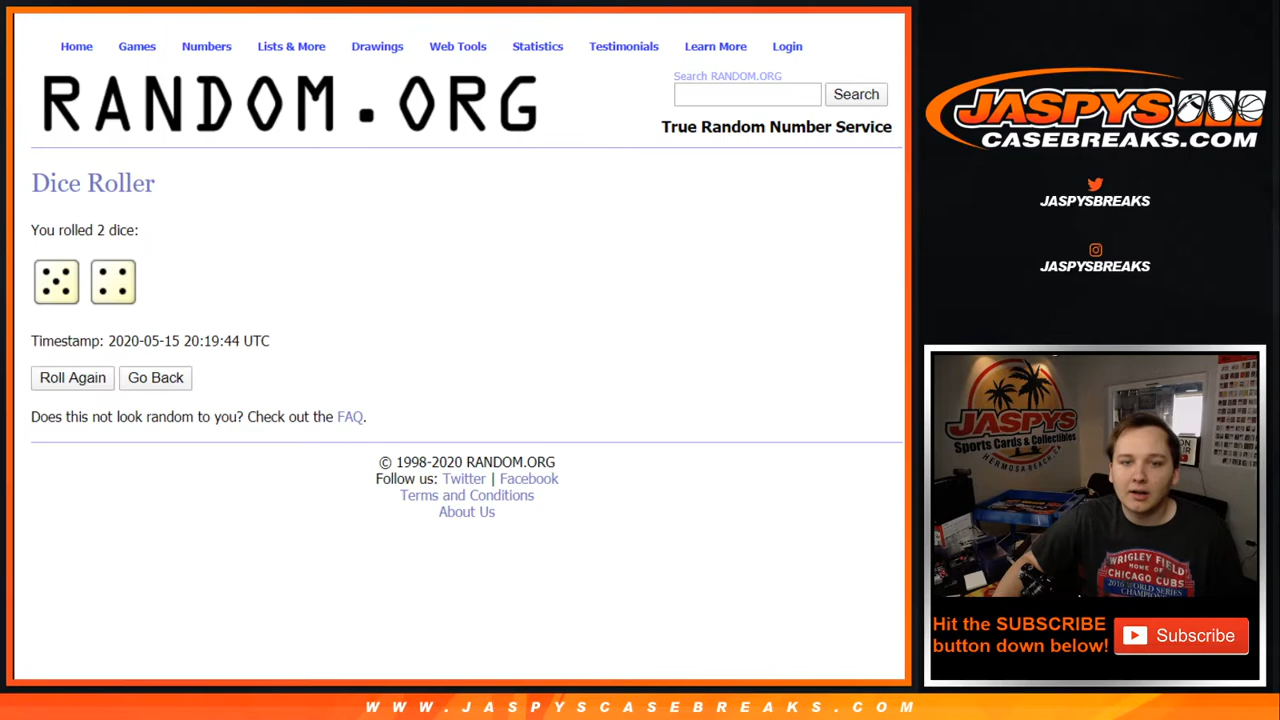 Home Games Numbers Lists & More Drawings Web Tools Statistics Testimonials Learn More Login
RANDOM.ORG
Search RANDOM.ORG
Search
True Random Number Service
Dice Roller
You rolled 2 dice:
Timestamp: 2020-05-15 20:19:44 UTC
Roll Again Go Back
Does this not look random to you? Check out the FAQ.
© 1998-2020 RANDOM.ORG
Follow us: Twitter | Facebook
Terms and Conditions
About Us
JASPYS
CASEBREAKS.COM
JASPYSBREAKS
JASPYSBREAKS
JASPYS
Sports Cards & Collectibles
HERMOSA BEACH, CA
WRIGLEY FIELD
HOME OF
CHICAGO CUBS
2016 WORLD SERIES
CHAMPIONS
Hit the SUBSCRIBE
button down below!
Subscribe
WWW.JASPYSCASEBREAKS.COM